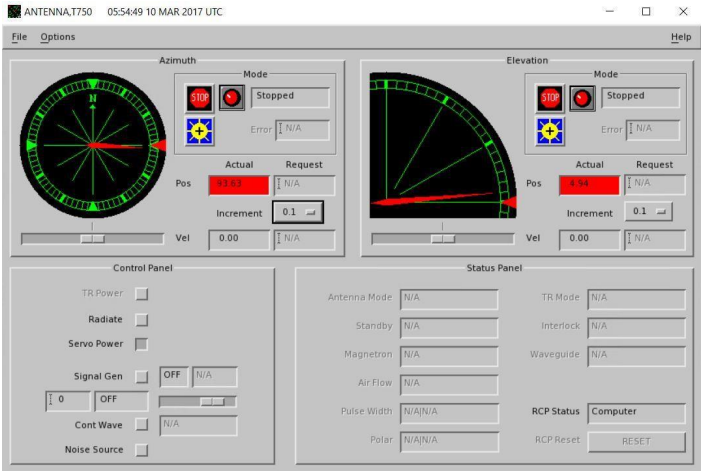 ANTENNA,T750 05:54:49 10 MAR 2017 UTC
File Options Help
Azimuth
N
Mode
STOP Stopped
Error N/A
Actual Request
Pos 93.63 N/A
Increment 0.1
Vel 0.00 N/A
Elevation
Mode
STOP Stopped
Error N/A
Actual Request
Pos 4.94 N/A
Increment 0.1
Vel 0.00 N/A
Control Panel
TR Power
Radiate
Servo Power
Signal Gen OFF N/A
0 OFF
Cont Wave N/A
Noise Source
Status Panel
Antenna Mode N/A TR Mode N/A
Standby N/A Interlock N/A
Magnetron N/A Waveguide N/A
Air Flow N/A
Pulse Width N/A|N/A RCP Status Computer
Polar N/A|N/A RCP Reset RESET